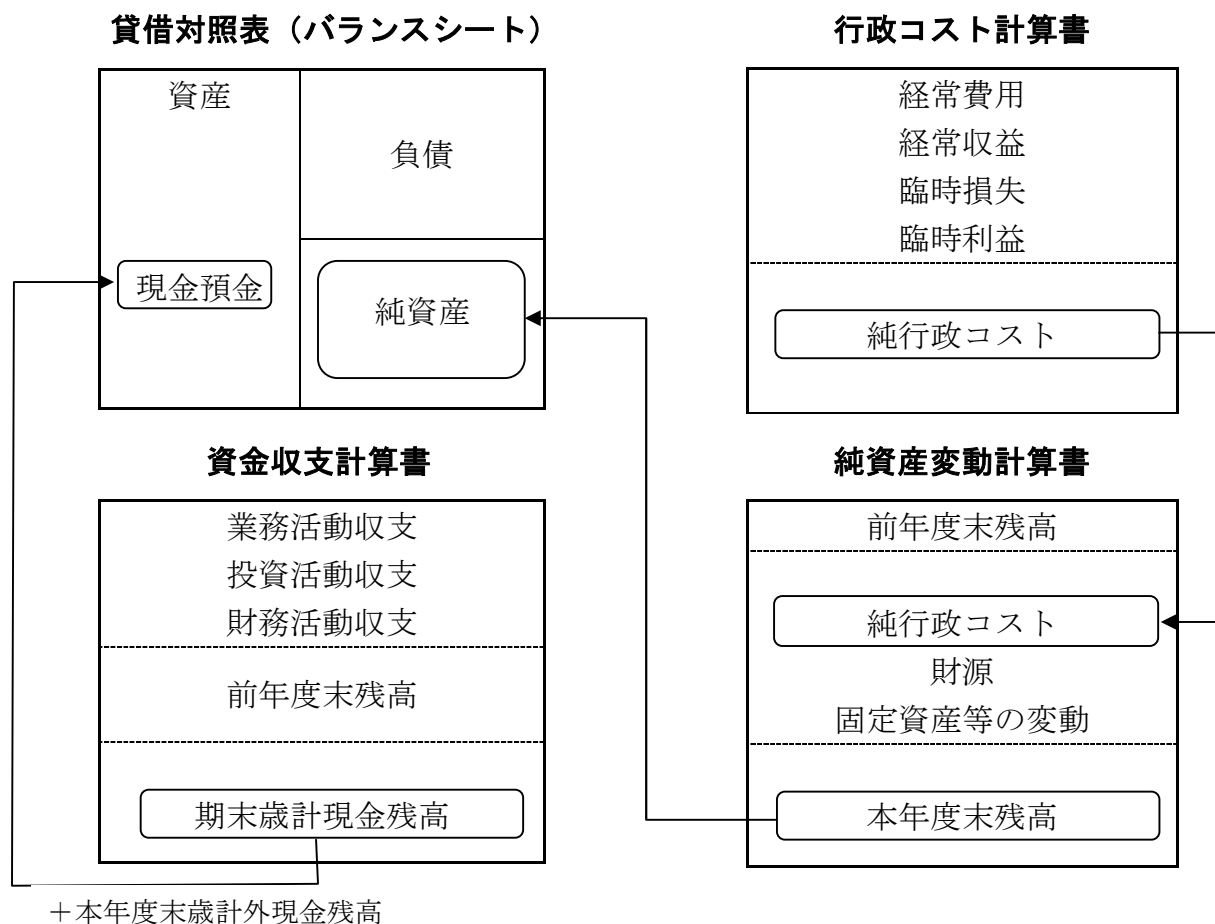 貸借対照表（バランスシート）
資産
負債
現金預金
純資産
行政コスト計算書
経常費用
経常収益
臨時損失
臨時利益
純行政コスト
資金収支計算書
業務活動収支
投資活動収支
財務活動収支
前年度末残高
期末歳計現金残高
＋本年度末歳計外現金残高
純資産変動計算書
前年度末残高
純行政コスト
財源
固定資産等の変動
本年度末残高